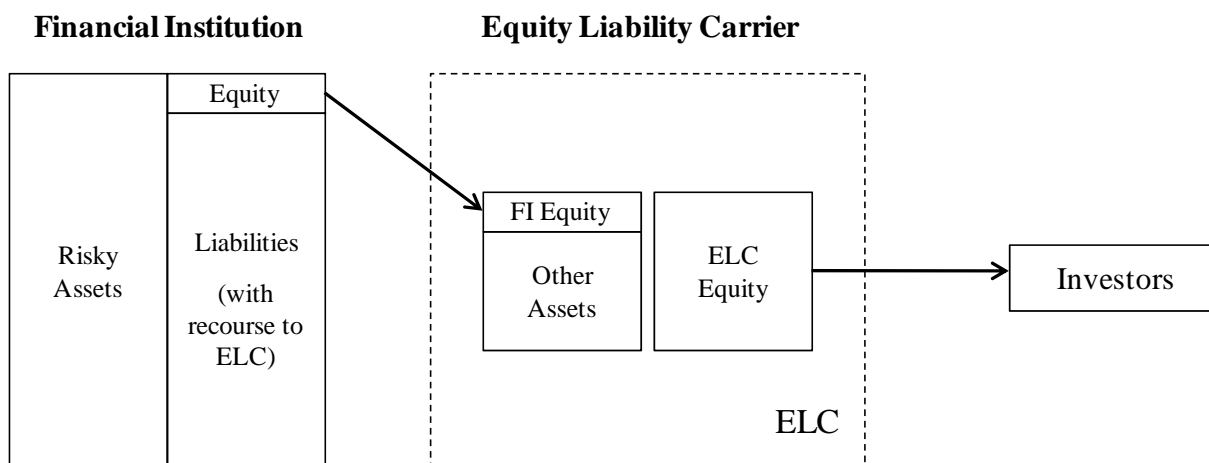 Financial Institution
Equity Liability Carrier
Risky
Assets
Equity
Liabilities
(with
recourse to
ELC)
FI Equity
Other
Assets
ELC
Equity
Investors
ELC